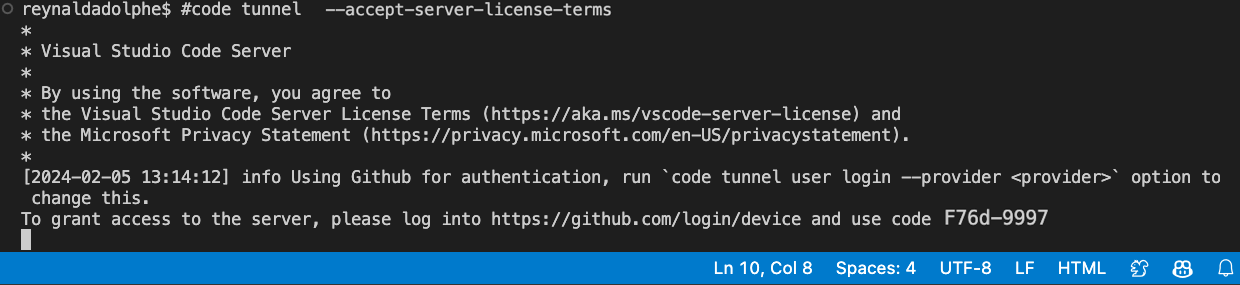 reynaldadolphe$ #code tunnel --accept-server-license-terms
*
* Visual Studio Code Server
*
* By using the software, you agree to
* the Visual Studio Code Server License Terms (https://aka.ms/vscode-server-license) and
* the Microsoft Privacy Statement (https://privacy.microsoft.com/en-US/privacystatement).
*
[2024-02-05 13:14:12] info Using Github for authentication, run `code tunnel user login --provider <provider>` option to
change this.
To grant access to the server, please log into https://github.com/login/device and use code F76d-9997
Ln 10, Col 8 Spaces: 4 UTF-8 LF HTML